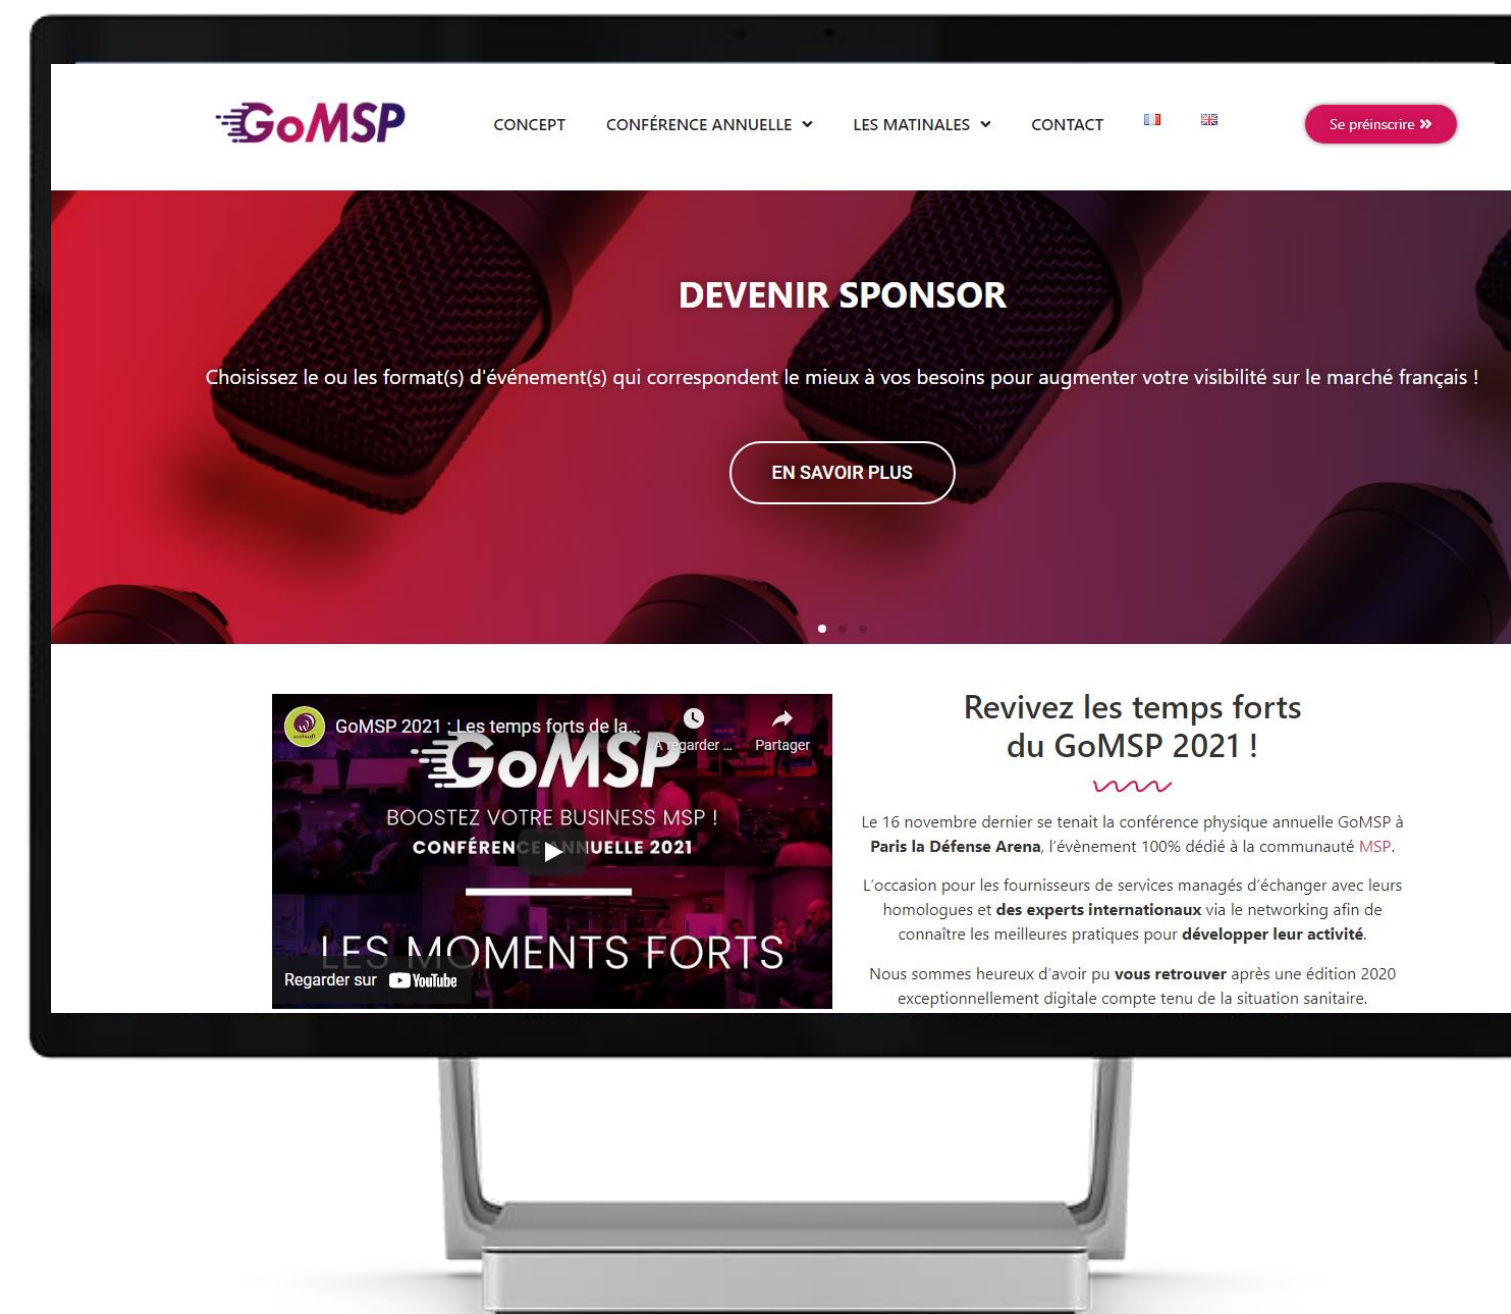 GoMSP
CONCEPT
CONFÉRENCE ANNUELLE
LES MATINALES
CONTACT
Se préinscrire »
DEVENIR SPONSOR
Choisissez le ou les format(s) d'événement(s) qui correspondent le mieux à vos besoins pour augmenter votre visibilité sur le marché français !
EN SAVOIR PLUS
GoMSP 2021 : Les temps forts de la...
À regarder ...
Partager
GoMSP
BOOSTEZ VOTRE BUSINESS MSP !
CONFÉRENCE ANNUELLE 2021
LES MOMENTS FORTS
Regarder sur YouTube
Revivez les temps forts
du GoMSP 2021 !
Le 16 novembre dernier se tenait la conférence physique annuelle GoMSP à
Paris la Défense Arena, l'évènement 100% dédié à la communauté MSP.
L'occasion pour les fournisseurs de services managés d'échanger avec leurs
homologues et des experts internationaux via le networking afin de
connaître les meilleures pratiques pour développer leur activité.
Nous sommes heureux d'avoir pu vous retrouver après une édition 2020
exceptionnellement digitale compte tenu de la situation sanitaire.